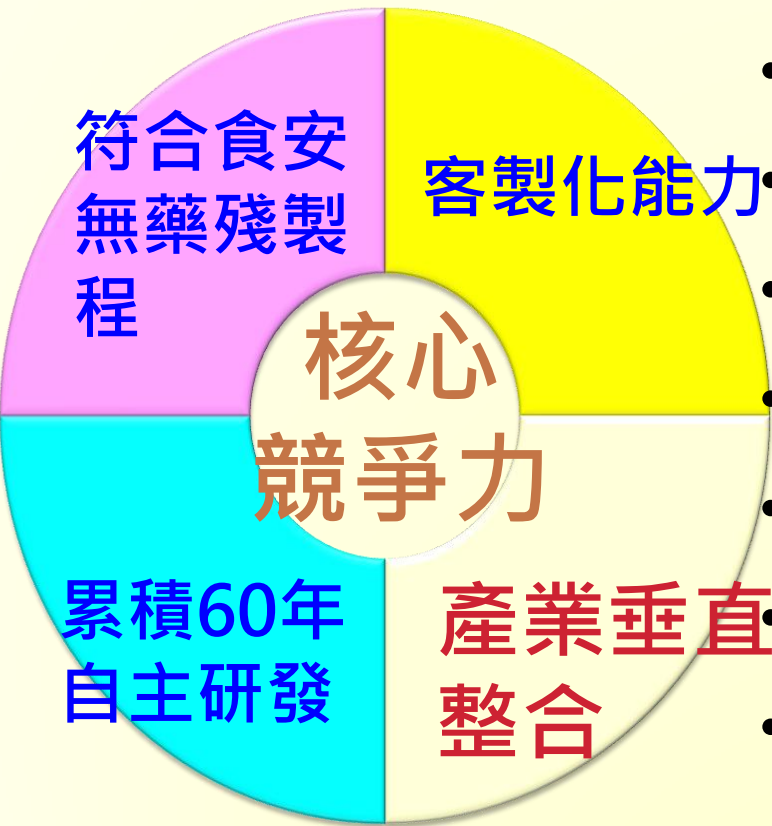 符合食安
無藥殘製
程
客製化能力
核心
競爭力
累積60年
自主研發
產業垂直
整合